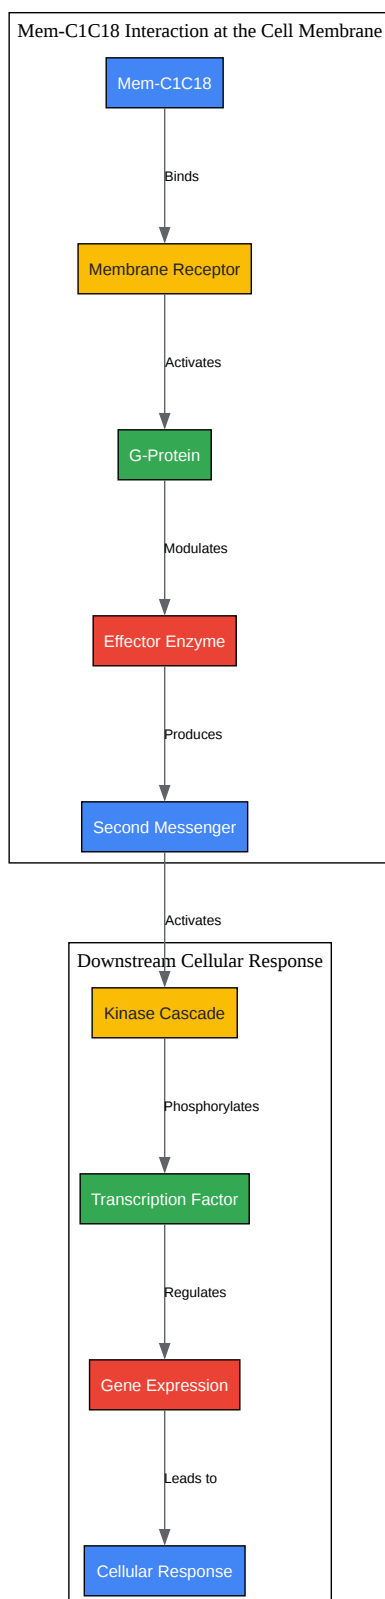 Mem-C1C18 Interaction at the Cell Membrane
Mem-C1C18
Binds
Membrane Receptor
Activates
G-Protein
Modulates
Effector Enzyme
Produces
Second Messenger
Activates
Downstream Cellular Response
Kinase Cascade
Phosphorylates
Transcription Factor
Regulates
Gene Expression
Leads to
Cellular Response